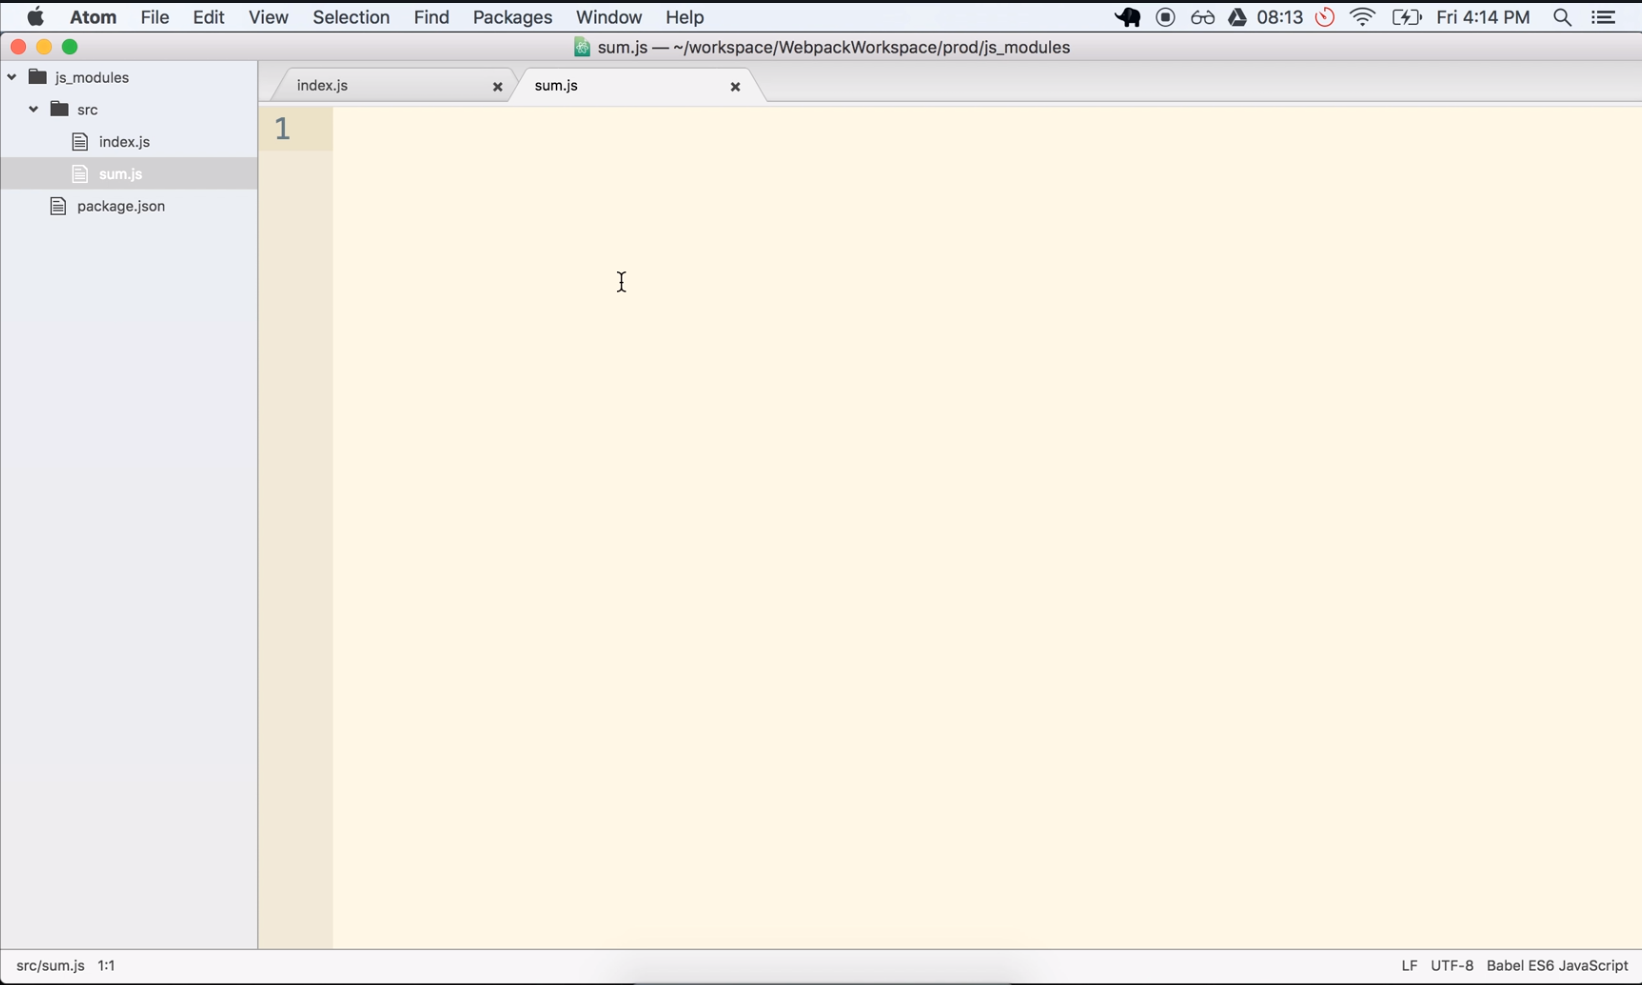 Atom File Edit View Selection Find Packages Window Help 08:13 Fri 4:14 PM
sum.js — ~/workspace/WebpackWorkspace/prod/js_modules
js_modules
index.js
sum.js
src
index.js
sum.js
package.json
1
src/sum.js 1:1 LF UTF-8 Babel ES6 JavaScript